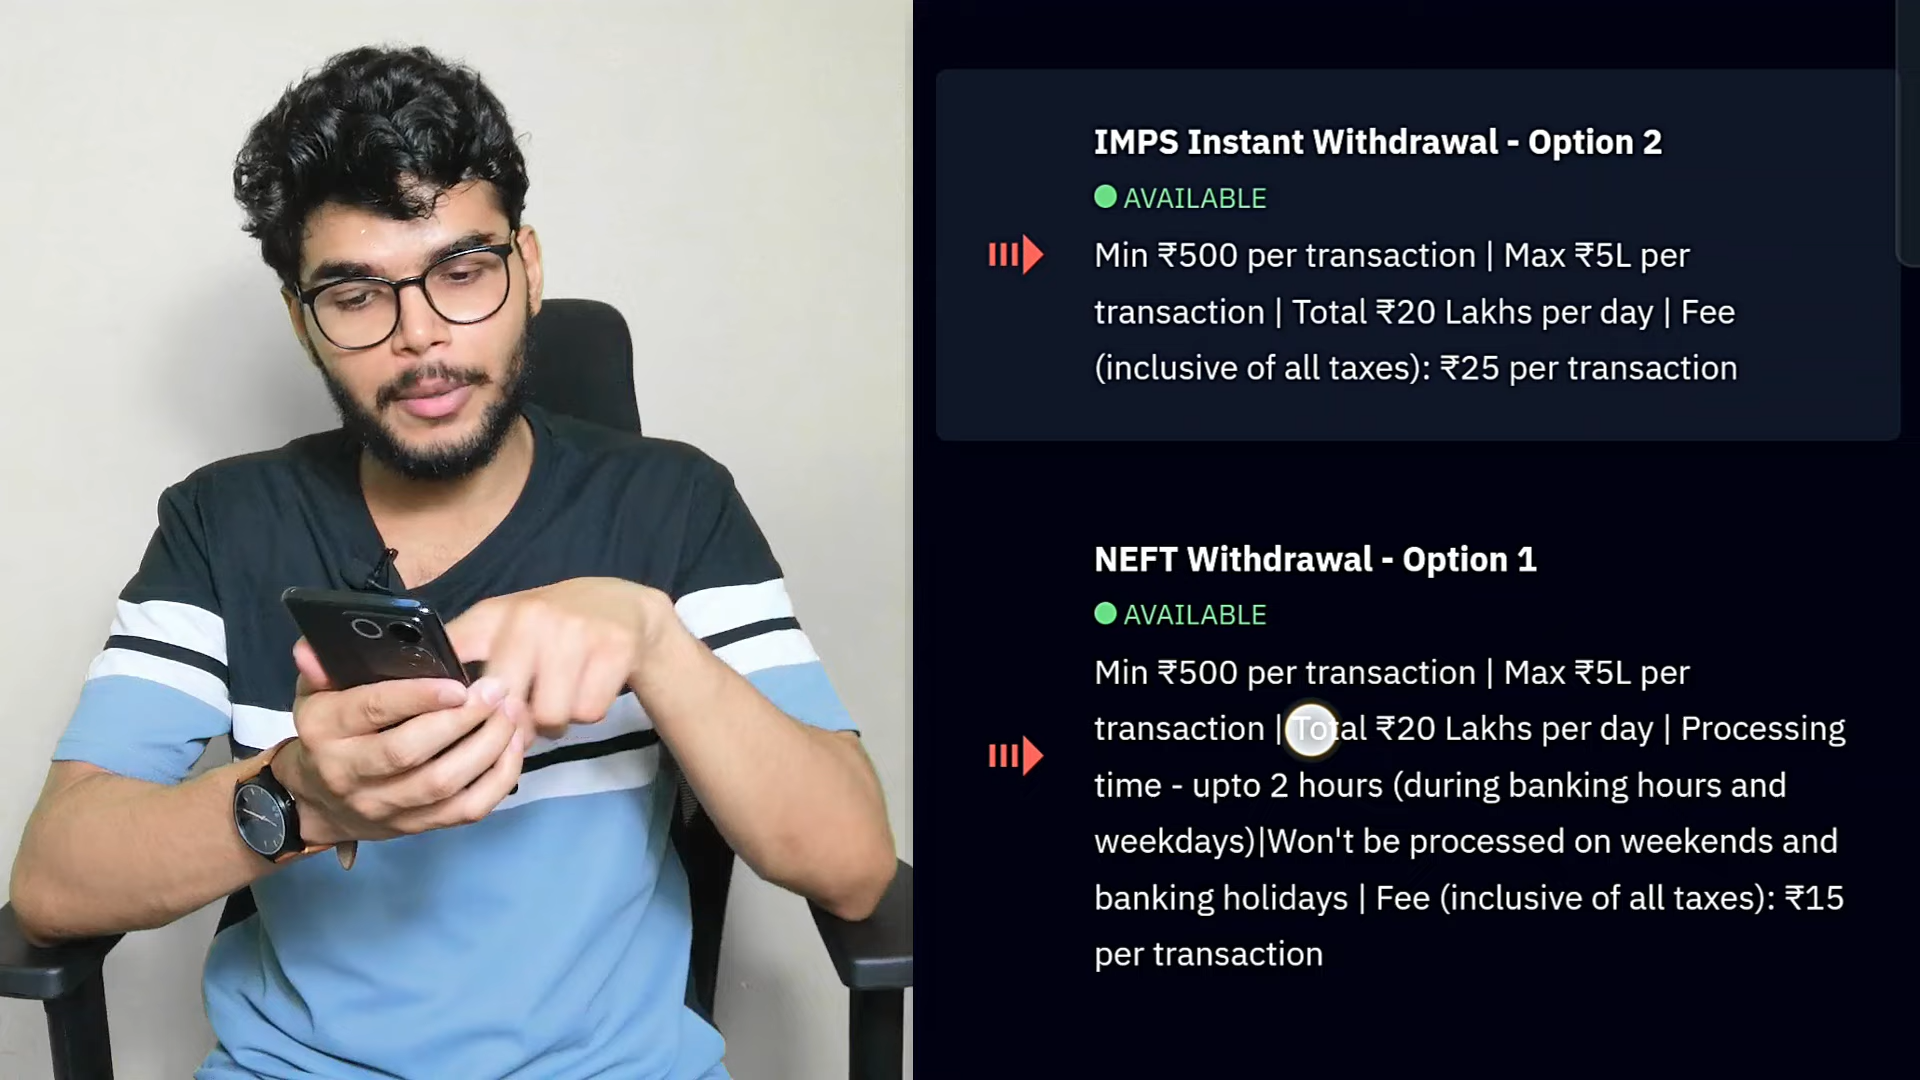 IMPS Instant Withdrawal - Option 2
AVAILABLE
Min ₹500 per transaction | Max ₹5L per
transaction | Total ₹20 Lakhs per day | Fee
(inclusive of all taxes): ₹25 per transaction
NEFT Withdrawal - Option 1
AVAILABLE
Min ₹500 per transaction | Max ₹5L per
transaction | Total ₹20 Lakhs per day | Processing
time - upto 2 hours (during banking hours and
weekdays)|Won't be processed on weekends and
banking holidays | Fee (inclusive of all taxes): ₹15
per transaction